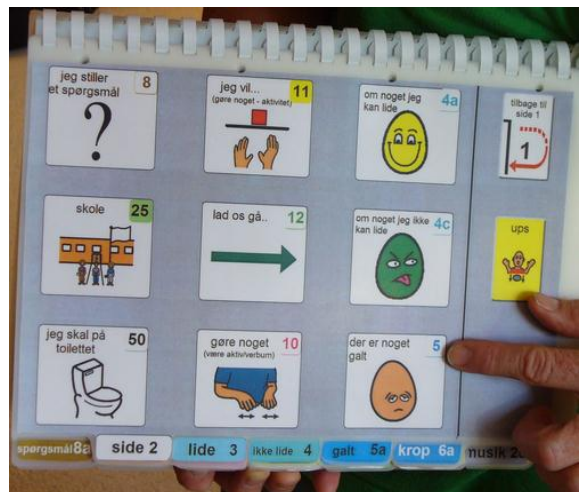 jeg stiller
et spørgsmål
8
jeg vil...
(gøre noget - aktivitet)
11
om noget jeg
kan lide
4a
tilbage til
side 1
1
skole
25
lad os gå..
12
om noget jeg ikke
kan lide
4c
ups
jeg skal på
toilettet
50
gøre noget
(være aktiv/verbum)
10
der er noget
galt
5
spørgsmål 8a
side 2
lide 3
ikke lide 4
galt 5a
krop 6a
musik